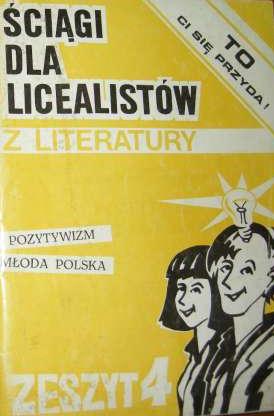 ŚCIĄGI
DLA
LICEALISTÓW
Z LITERATURY
TO
CI SIĘ PRZYDA!
POZYTYWIZM
MŁODA POLSKA
ZESZYT 4